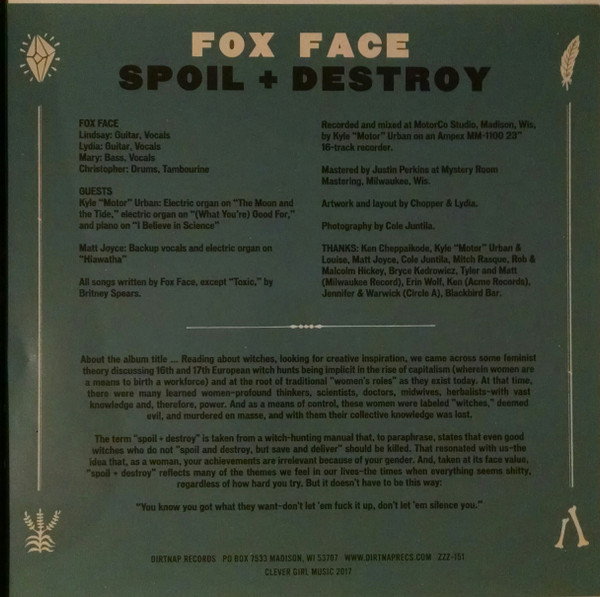 FOX FACE
SPOIL + DESTROY
FOX FACE
Lindsay: Guitar, Vocals
Lydia: Guitar, Vocals
Mary: Bass, Vocals
Christopher: Drums, Tambourine
GUESTS
Kyle "Motor" Urban: Electric organ on "The Moon and
the Tide," electric organ on "(What You're) Good For,"
and piano on "I Believe in Science"
Matt Joyce: Backup vocals and electric organ on
"Hiawatha"
All songs written by Fox Face, except "Toxic," by
Britney Spears.
Recorded and mixed at MotorCo Studio, Madison, Wis,
by Kyle "Motor" Urban on an Ampex MM-1100 23"
16-track recorder.
Mastered by Justin Perkins at Mystery Room
Mastering, Milwaukee, Wis.
Artwork and layout by Chopper & Lydia.
Photography by Cole Juntila.
THANKS: Ken Cheppaikode, Kyle "Motor" Urban &
Louise, Matt Joyce, Cole Juntila, Mitch Rasque, Rob &
Malcolm Hickey, Bryce Kedrowicz, Tyler and Matt
(Milwaukee Record), Erin Wolf, Ken (Acme Records),
Jennifer & Warwick (Circle A), Blackbird Bar.
About the album title ... Reading about witches, looking for creative inspiration, we came across some feminist
theory discussing 16th and 17th European witch hunts being implicit in the rise of capitalism (wherein women are
a means to birth a workforce) and at the root of traditional "women's roles" as they exist today. At that time,
there were many learned women–profound thinkers, scientists, doctors, midwives, herbalists–with vast
knowledge and, therefore, power. And as a means of control, these women were labeled "witches," deemed
evil, and murdered en masse, and with them their collective knowledge was lost.
The term "spoil + destroy" is taken from a witch-hunting manual that, to paraphrase, states that even good
witches who do not "spoil and destroy, but save and deliver" should be killed. That resonated with us–the
idea that, as a woman, your achievements are irrelevant because of your gender. And, taken at its face value,
"spoil + destroy" reflects many of the themes we feel in our lives–the times when everything seems shitty,
regardless of how hard you try. But it doesn't have to be this way:
"You know you got what they want–don't let 'em fuck it up, don't let 'em silence you."
DIRTNAP RECORDS PO BOX 7533 MADISON, WI 53707 WWW.DIRTNAPRECS.COM ZZZ-151
CLEVER GIRL MUSIC 2017